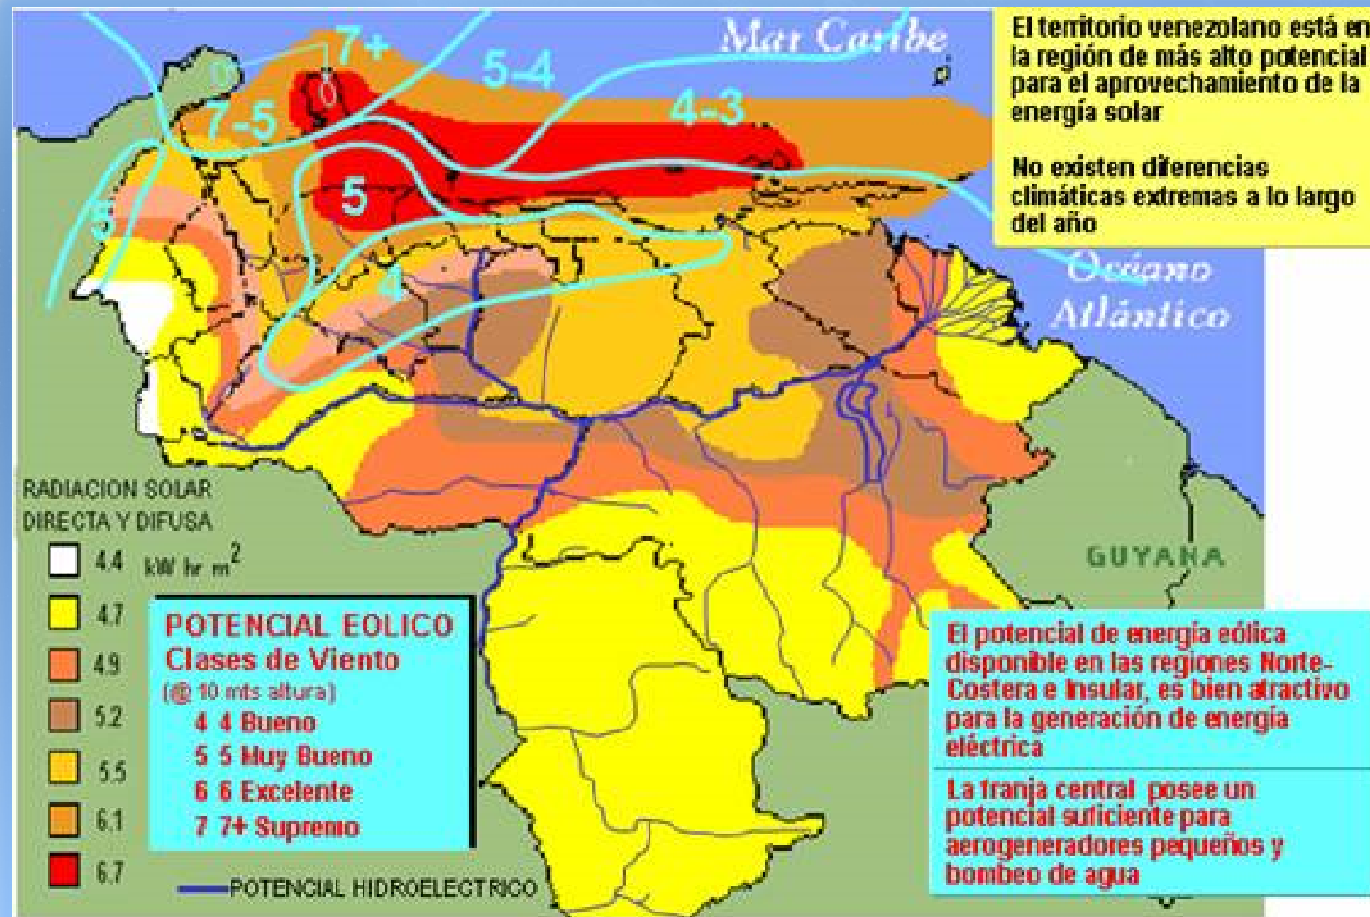 El territorio venezolano está en
la región de más alto potencial
para el aprovechamiento de la
energía solar
No existen diferencias
climáticas extremas a lo largo
del año
Mar Caribe
7+
5-4
7-5
4-3
5
5
4
Océano
Atlántico
GUYANA
RADIACION SOLAR
DIRECTA Y DIFUSA
4.4 kW hr m²
4.7
4.9
5.2
5.5
6.1
6.7
POTENCIAL EOLICO
Clases de Viento
(@ 10 mts altura)
4 4 Bueno
5 5 Muy Bueno
6 6 Excelente
7 7+ Supremo
POTENCIAL HIDROELECTRICO
El potencial de energía eólica
disponible en las regiones Norte-
Costera e Insular, es bien atractivo
para la generación de energía
eléctrica
La franja central posee un
potencial suficiente para
aerogeneradores pequeños y
bombeo de agua